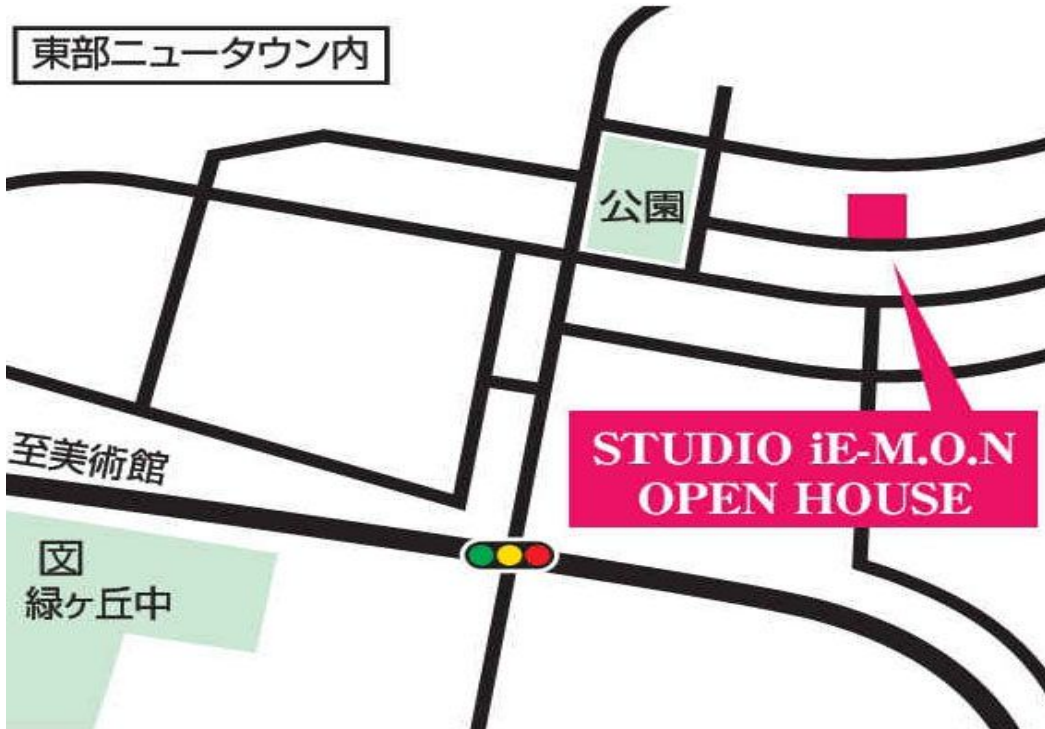 東部ニュータウン内
公園
STUDIO iE-M.O.N
OPEN HOUSE
至美術館
文
緑ヶ丘中